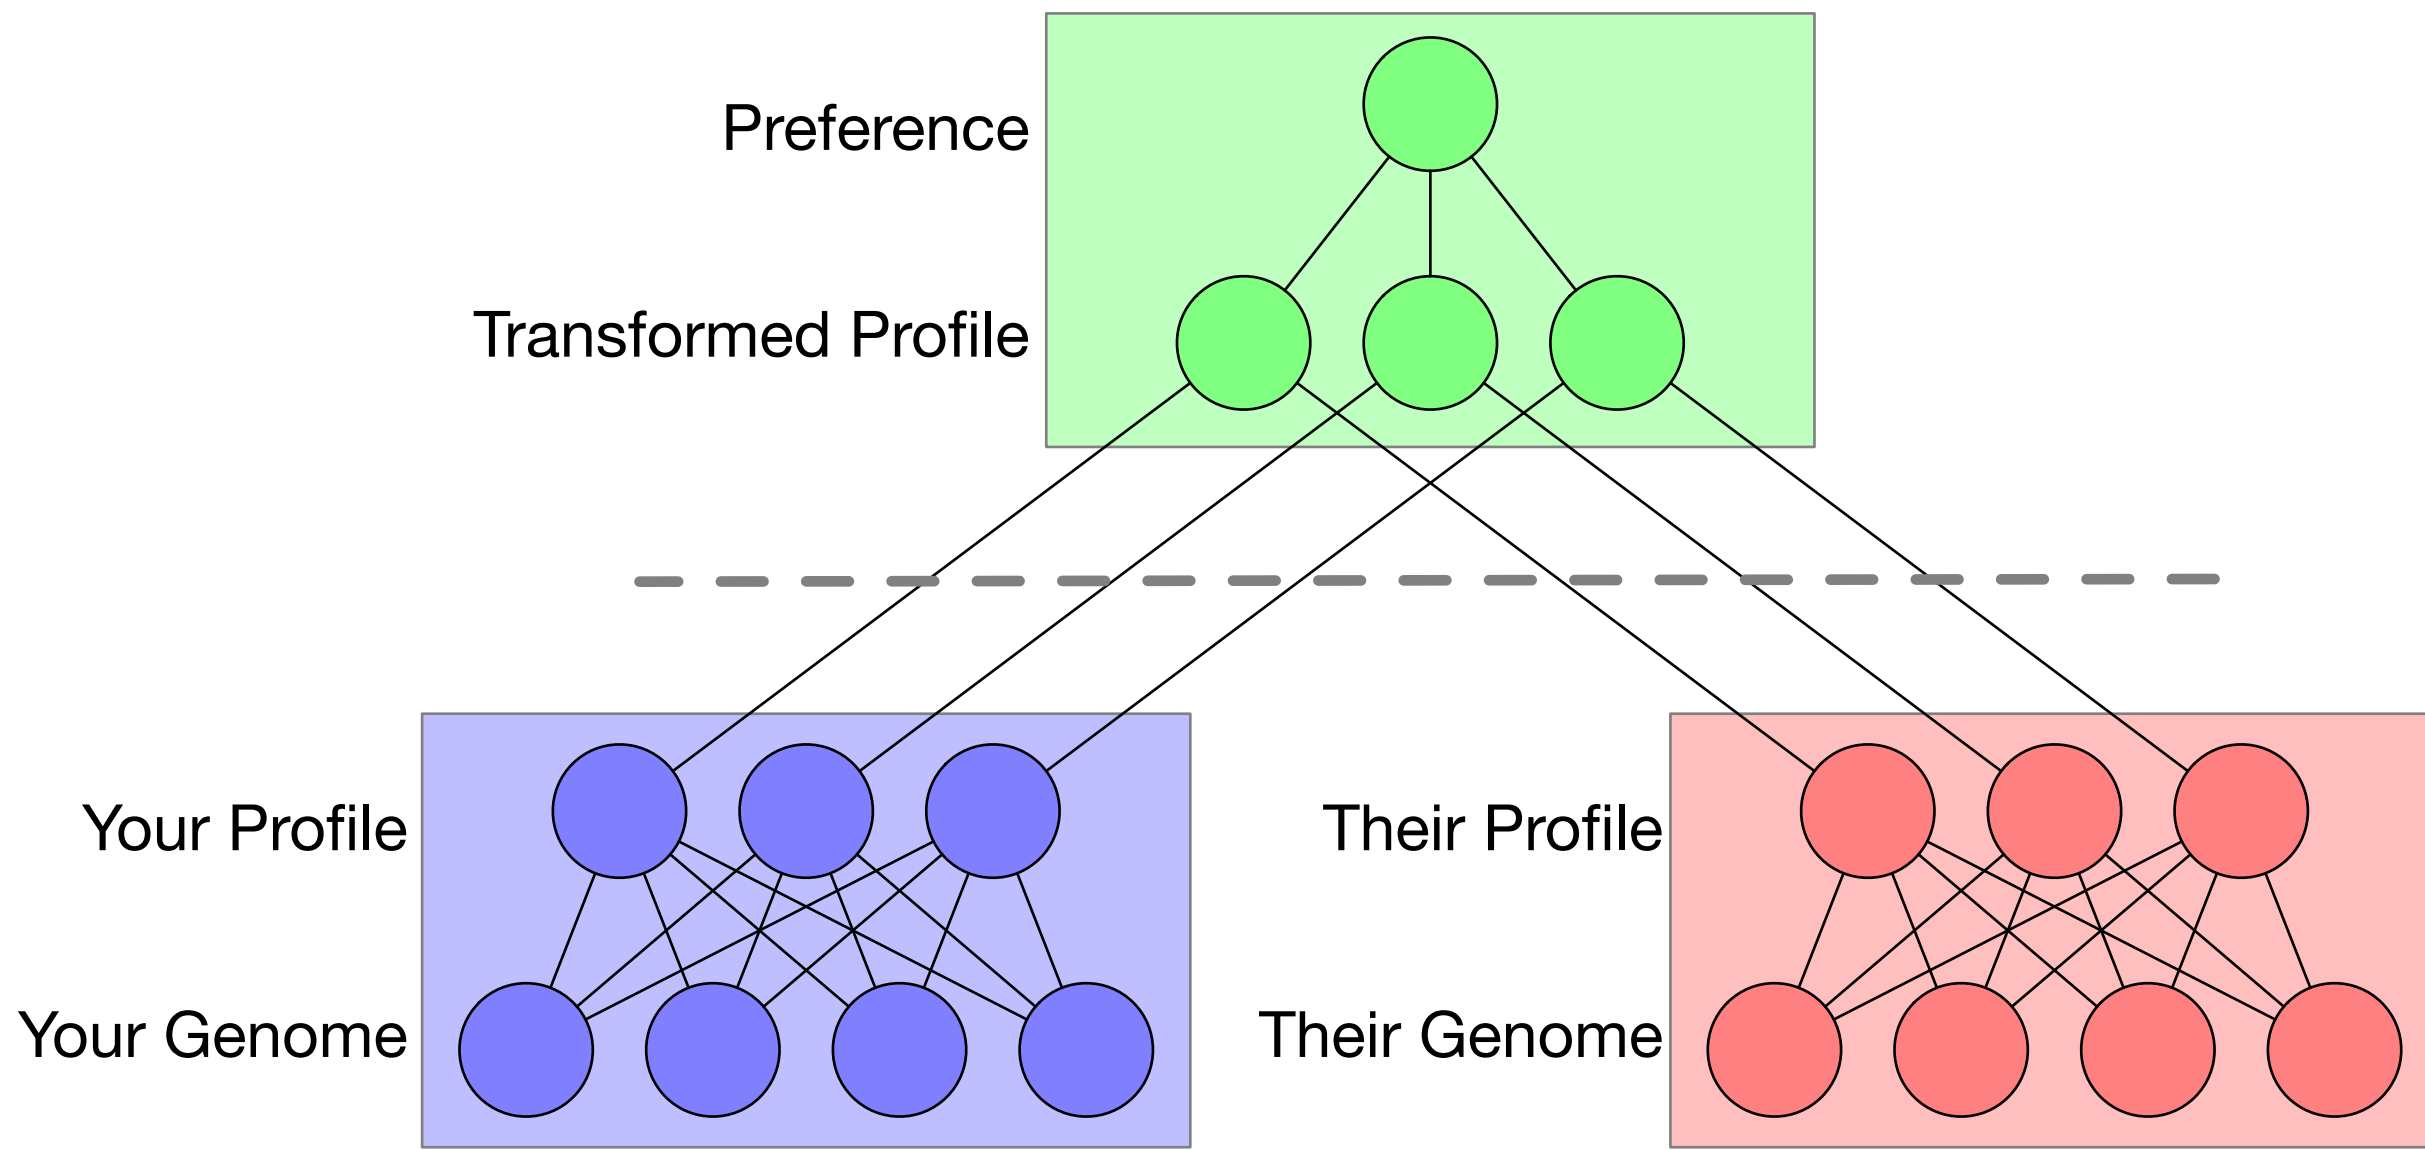 Preference
Transformed Profile
Your Profile
Their Profile
Your Genome
Their Genome